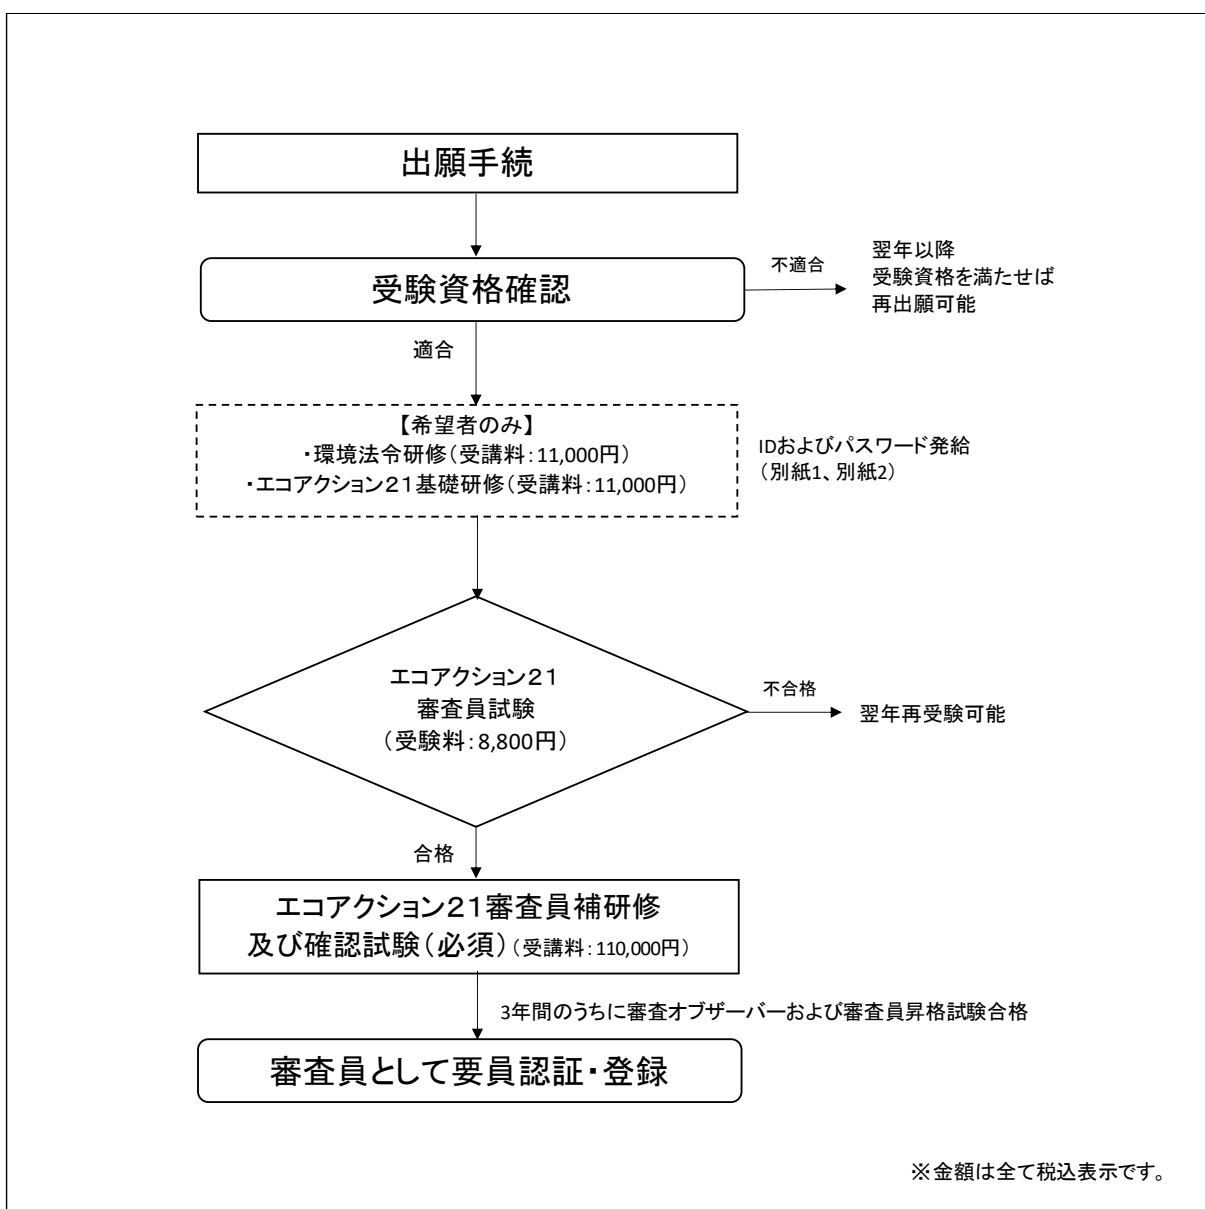 出願手続
受験資格確認
不適合
翌年以降
受験資格を満たせば
再出願可能
適合
【希望者のみ】
・環境法令研修(受講料:11,000円)
・エコアクション21基礎研修(受講料:11,000円)
IDおよびパスワード発給
(別紙1、別紙2)
エコアクション21
審査員試験
(受験料:8,800円)
不合格
翌年再受験可能
合格
エコアクション21審査員補研修
及び確認試験(必須)(受講料:110,000円)
3年間のうちに審査オブザーバーおよび審査員昇格試験合格
審査員として要員認証・登録
※金額は全て税込表示です。